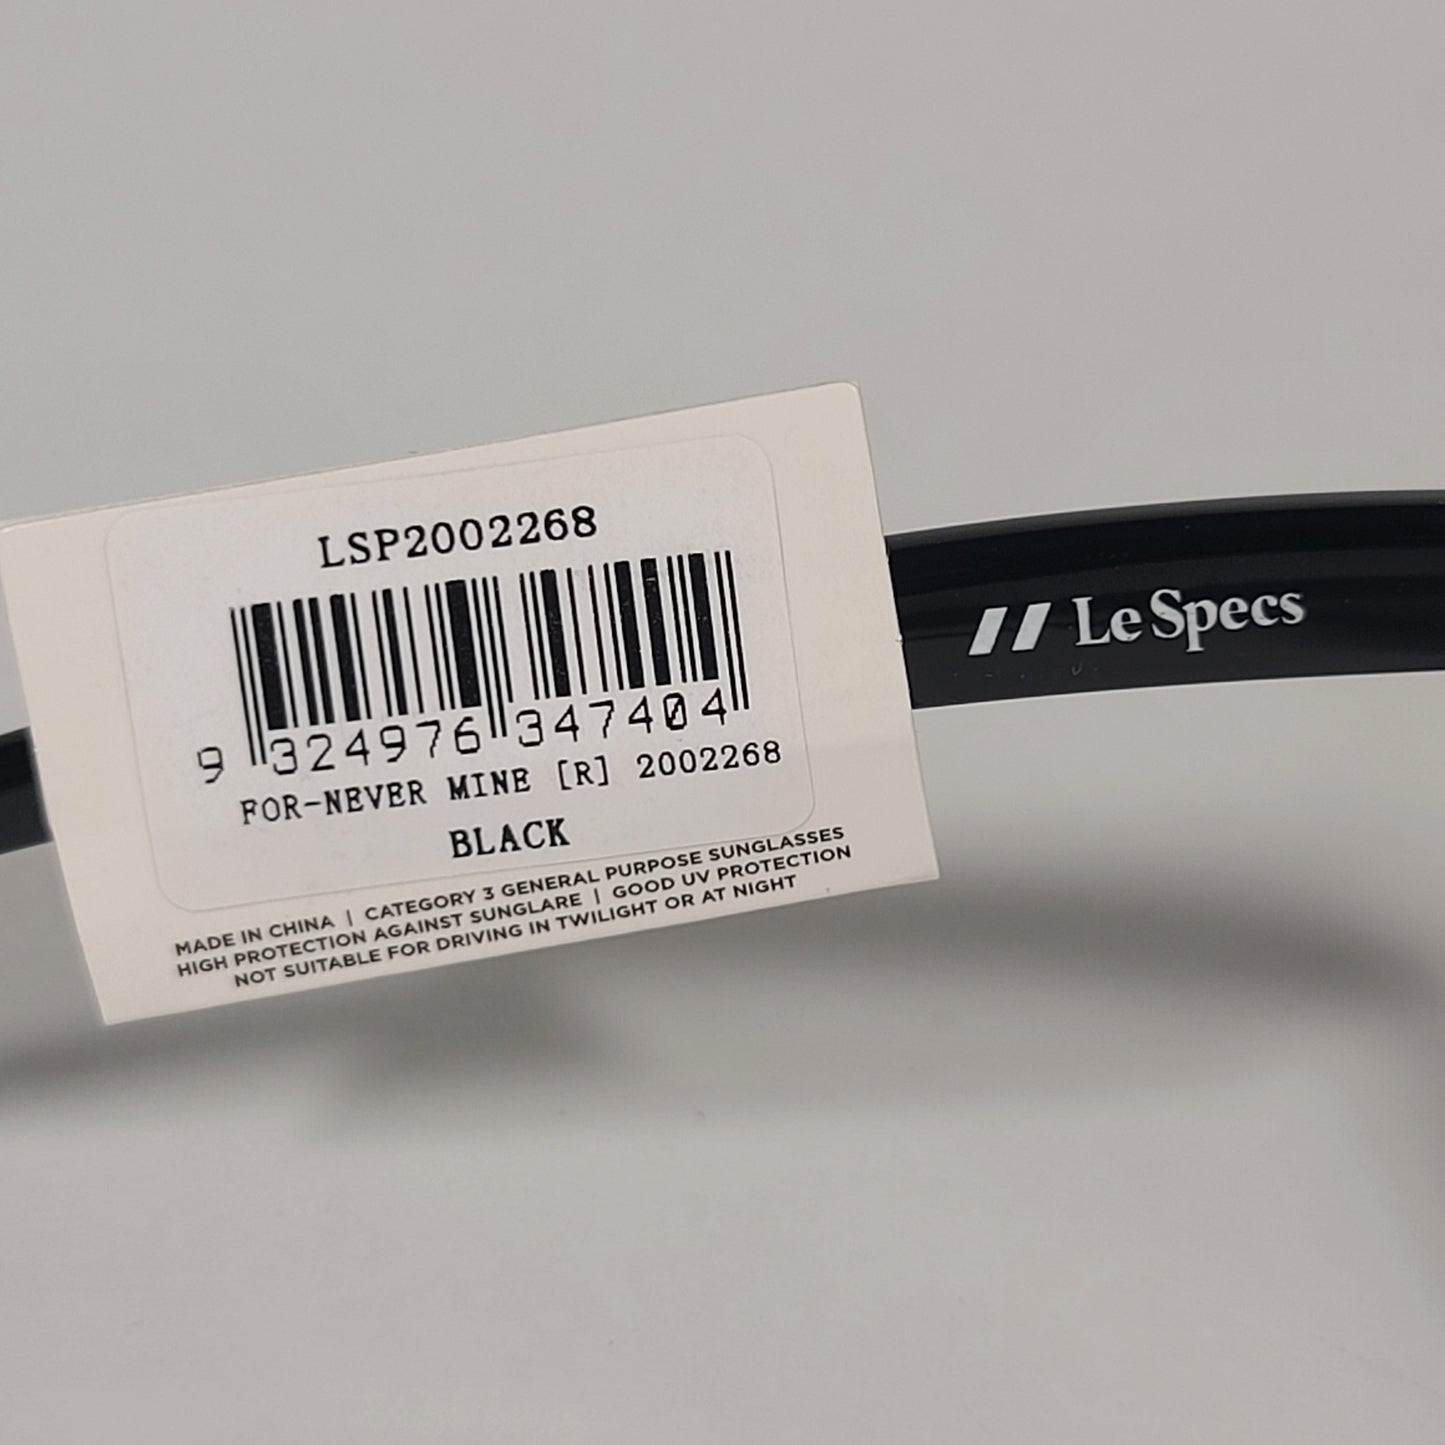 LSP2002268
9 324976 347404
FOR-NEVER MINE [R] 2002268
BLACK
MADE IN CHINA | CATEGORY 3 GENERAL PURPOSE SUNGLASSES
HIGH PROTECTION AGAINST SUNGLARE | GOOD UV PROTECTION
NOT SUITABLE FOR DRIVING IN TWILIGHT OR AT NIGHT
Le Specs